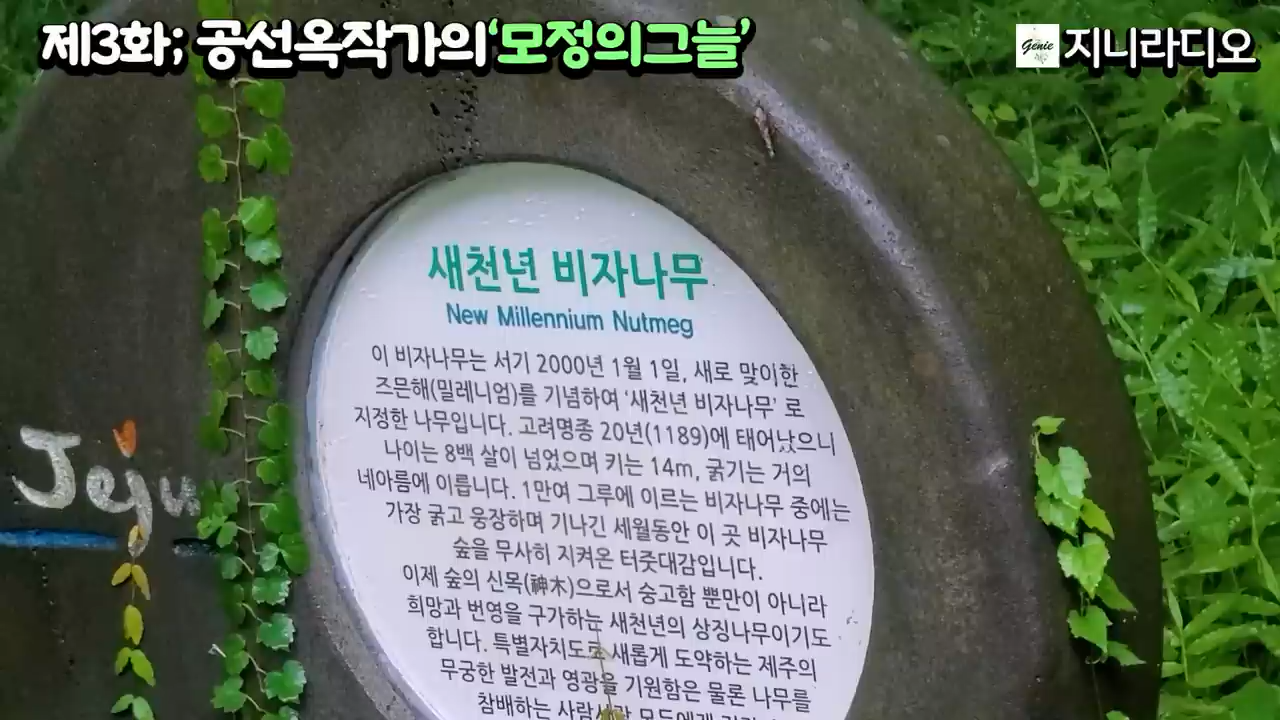 제3화; 공선옥작가의‘모정의그늘’
Genie 지니라디오
새천년 비자나무
New Millennium Nutmeg
이 비자나무는 서기 2000년 1월 1일, 새로 맞이한
즈믄해(밀레니엄)를 기념하여 ‘새천년 비자나무’ 로
지정한 나무입니다. 고려명종 20년(1189)에 태어났으니
나이는 8백 살이 넘었으며 키는 14m, 굵기는 거의
네아름에 이릅니다. 1만여 그루에 이르는 비자나무 중에는
가장 굵고 웅장하며 기나긴 세월동안 이 곳 비자나무
숲을 무사히 지켜온 터줏대감입니다.
이제 숲의 신목(神木)으로서 숭고함 뿐만이 아니라
희망과 번영을 구가하는 새천년의 상징나무이기도
합니다. 특별자치도로 새롭게 도약하는 제주의
무궁한 발전과 영광을 기원함은 물론 나무를
참배하는 모두에게
Jeju